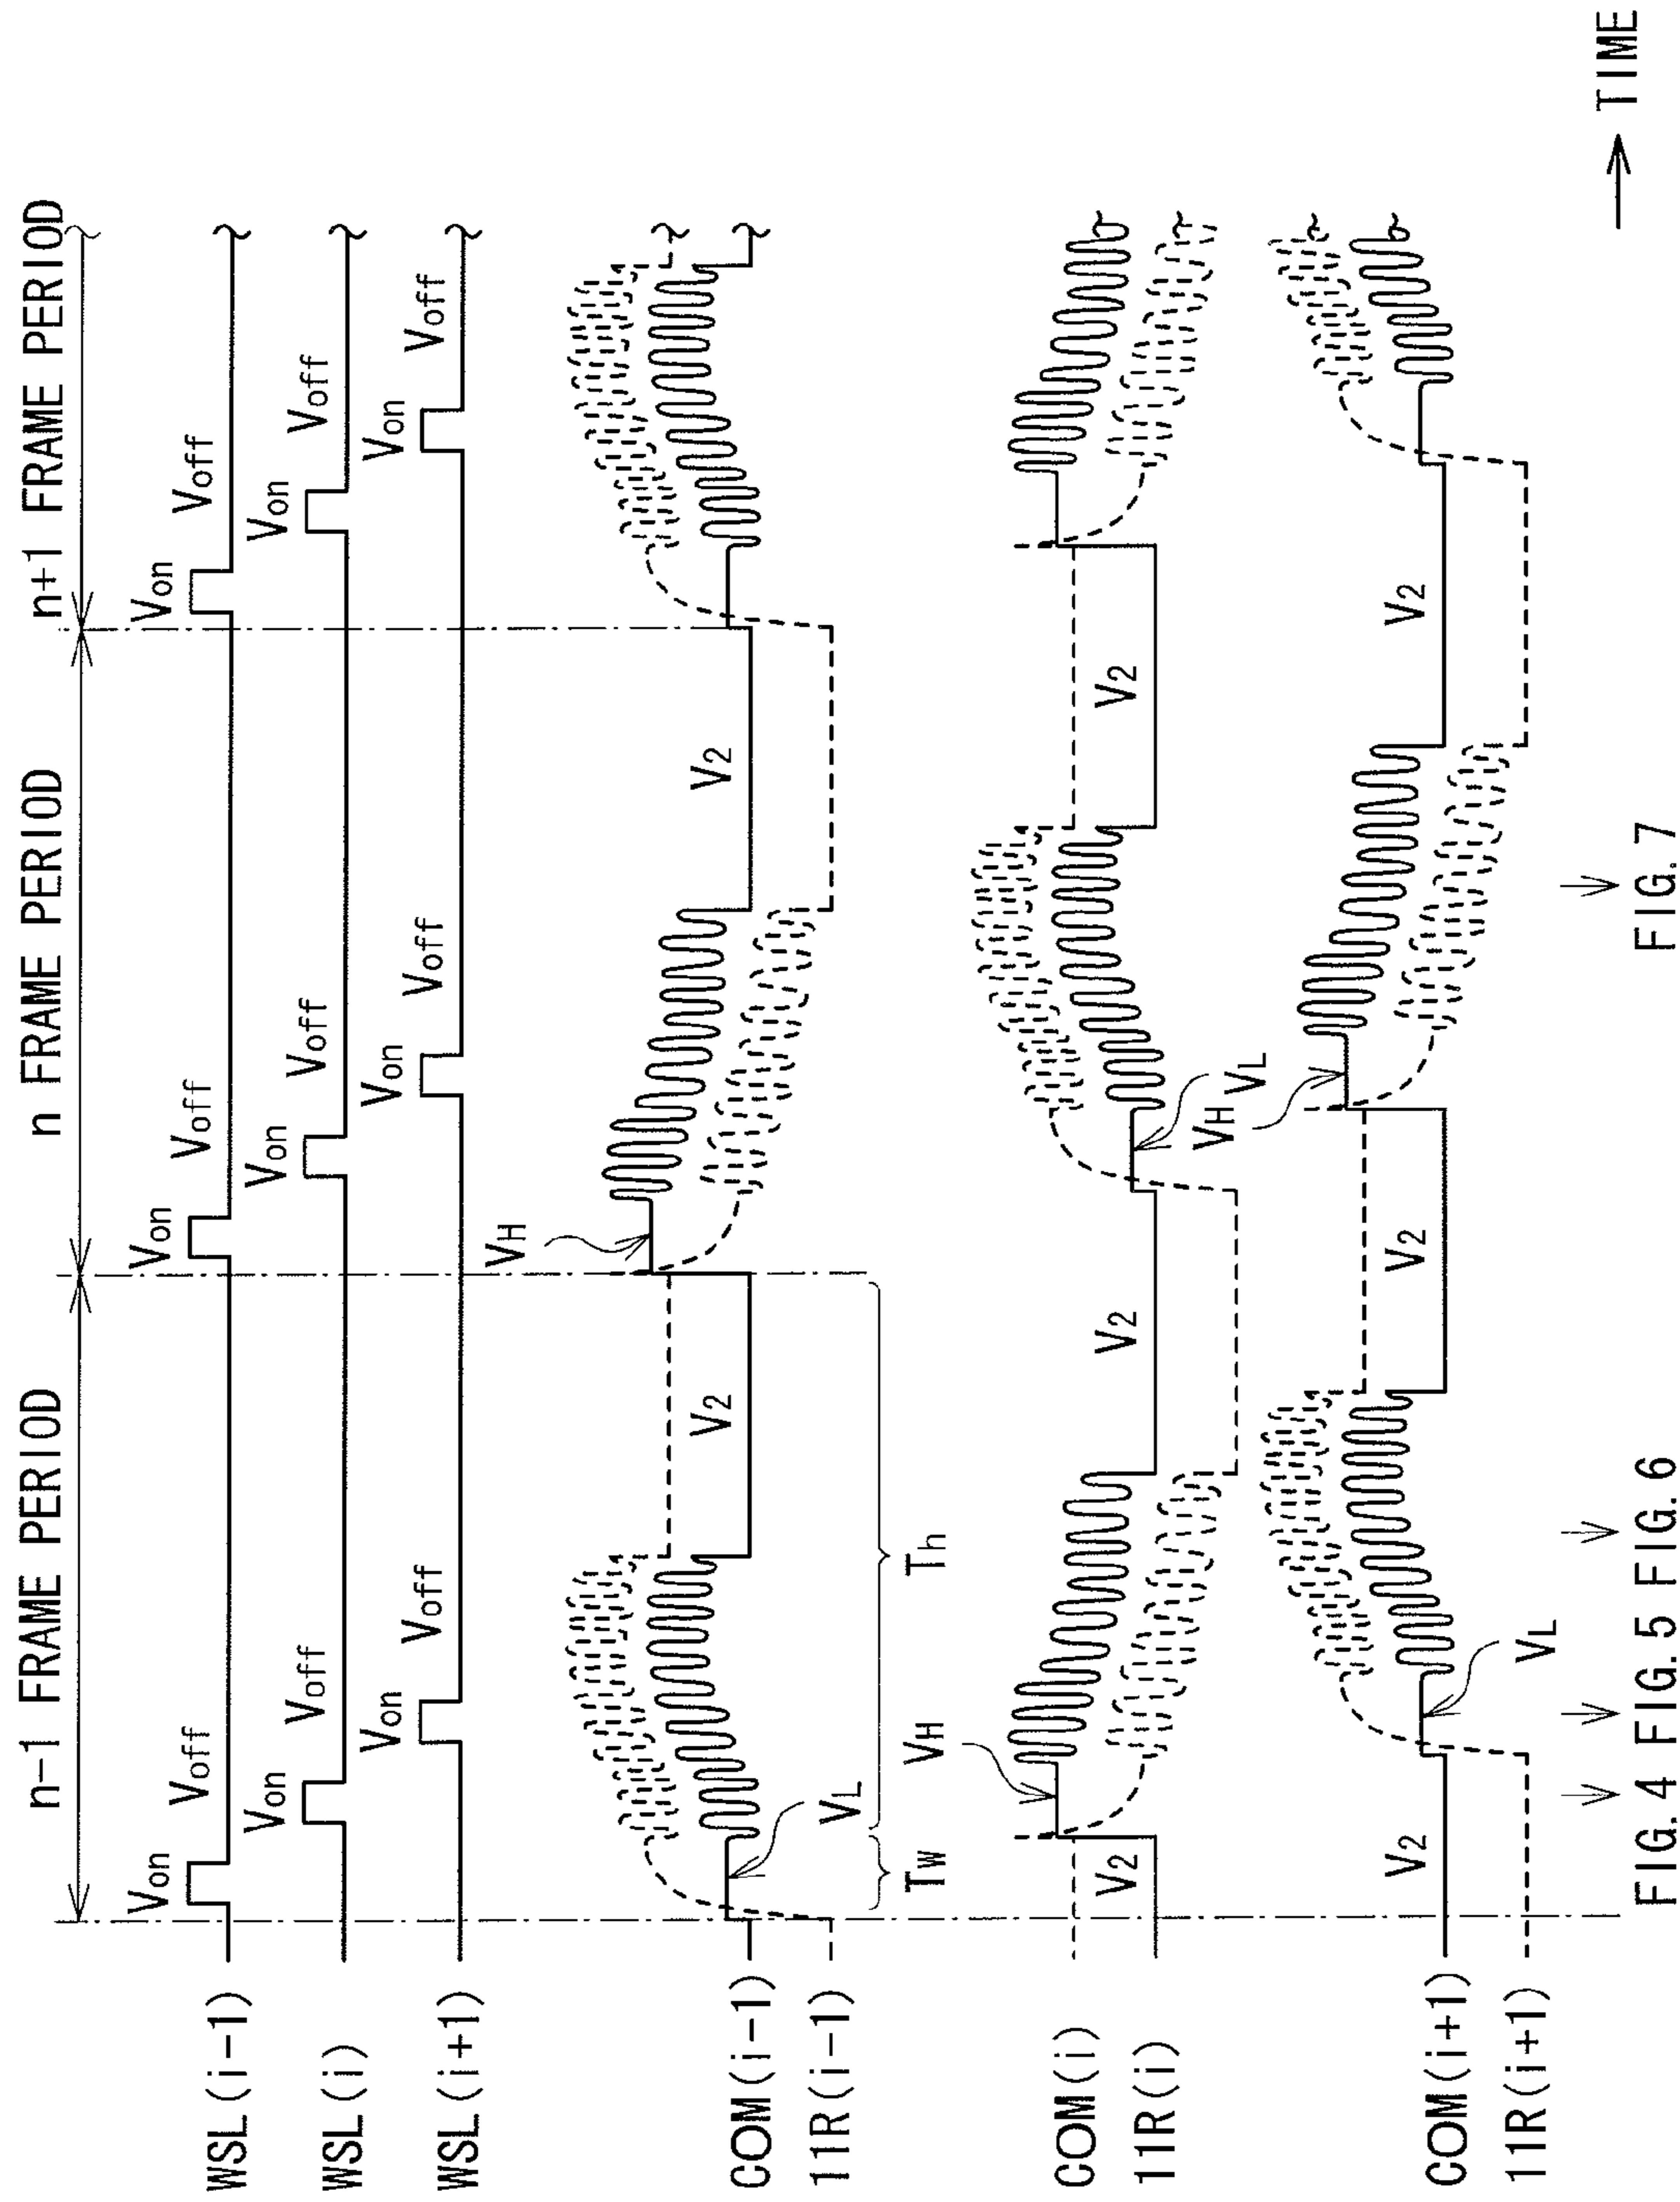 n-1 FRAME PERIOD n FRAME PERIOD n+1 FRAME PERIOD
WSL(i-1) Von Voff Von Voff Von Voff
WSL(i) Von Voff Von Voff Von Voff
WSL(i+1) Von Voff Von Voff Von Voff
VH
COM(i-1) V2 V2
11R(i-1) VL
Tw Th
VH
COM(i) V2 V2 V2
11R(i)
VL
VH
COM(i+1) V2 V2 V2
11R(i+1) VL
FIG. 4 FIG. 5 FIG. 6 FIG. 7
TIME